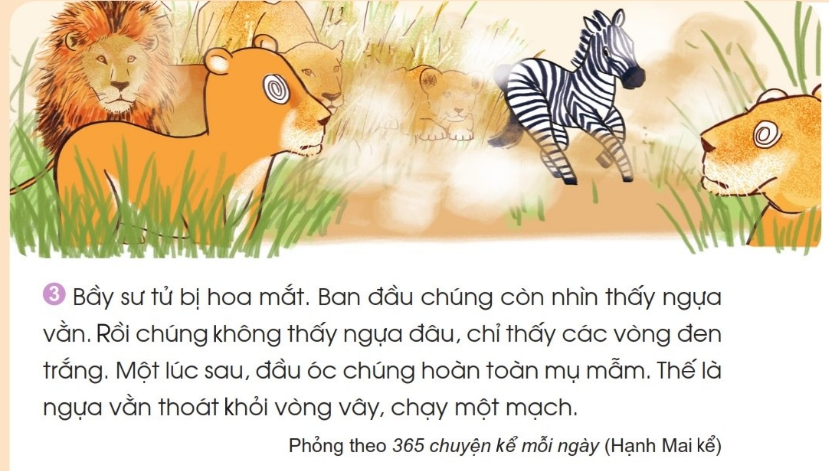 3 Bầy sư tử bị hoa mắt. Ban đầu chúng còn nhìn thấy ngựa
vằn. Rồi chúng không thấy ngựa đâu, chỉ thấy các vòng đen
trắng. Một lúc sau, đầu óc chúng hoàn toàn mụ mẫm. Thế là
ngựa vằn thoát khỏi vòng vây, chạy một mạch.
Phỏng theo 365 chuyện kể mỗi ngày (Hạnh Mai kể)